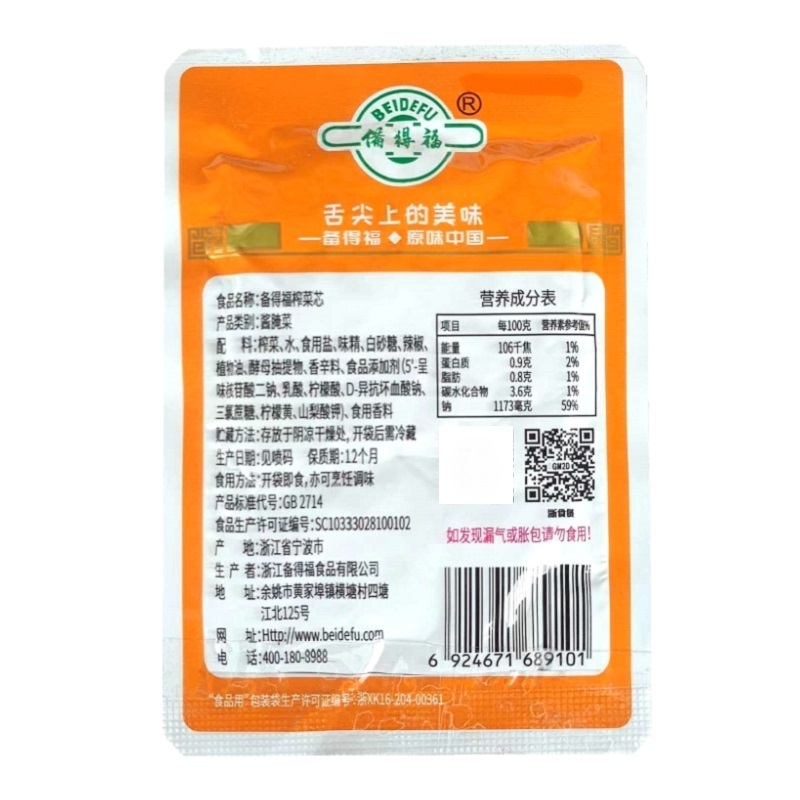 BEIDEFU
備得福
®
舌尖上的美味
备得福◆原味中国
食品名称:备得福榨菜芯
产品类别:酱腌菜
配 料:榨菜、水、食用盐、味精、白砂糖、辣椒、
植物油、酵母抽提物、香辛料、食品添加剂(5'-呈
味核苷酸二钠、乳酸、柠檬酸、D-异抗坏血酸钠、
三氯蔗糖、柠檬黄、山梨酸钾)、食用香料
贮藏方法:存放于阴凉干燥处, 开袋后需冷藏
生产日期:见喷码 保质期:12个月
食用方法:开袋即食,亦可烹饪调味
产品标准代号:GB 2714
食品生产许可证编号:SC10333028100102
产 地:浙江省宁波市
生 产 者:浙江备得福食品有限公司
地 址:余姚市黄家埠镇横塘村四塘
江北125号
网 址:Http://www.beidefu.com
电 话:400-180-8988
营养成分表
项目 每100克 营养素参考值%
能量 106千焦 1%
蛋白质 0.9克 2%
脂肪 0.8克 1%
碳水化合物 3.6克 1%
钠 1173毫克 59%
GM2D
浙食链
如发现漏气或胀包请勿食用!
6 924671 689101
"食品用"包装袋生产许可证编号:浙XK16-204-00361